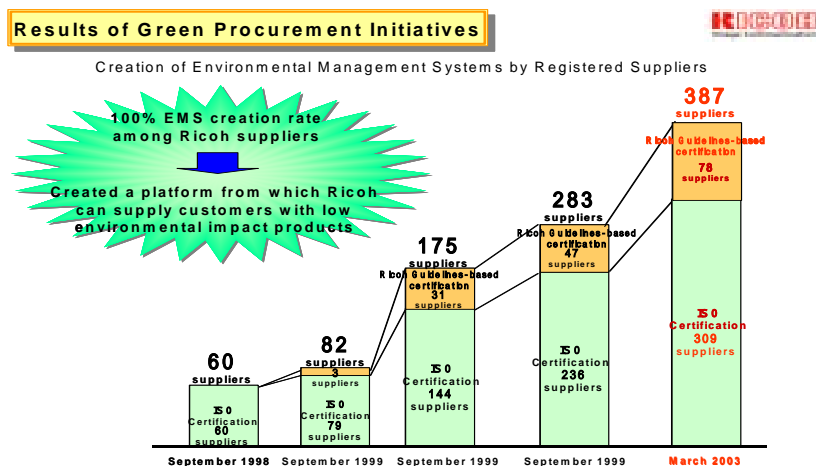 Results of Green Procurement Initiatives
RICOH
Creation of Environmental Management Systems by Registered Suppliers
100% EMS creation rate
among Ricoh suppliers
Created a platform from which Ricoh
can supply customers with low
environmental impact products
60
suppliers
ISO
Certification
60
suppliers
September 1998
82
suppliers
3
suppliers
ISO
Certification
79
suppliers
September 1999
175
suppliers
Ricoh Guidelines-based
certification
31
suppliers
ISO
Certification
144
suppliers
September 1999
283
suppliers
Ricoh Guidelines-based
certification
47
suppliers
ISO
Certification
236
suppliers
September 1999
387
suppliers
Ricoh Guidelines-based
certification
78
suppliers
ISO
Certification
309
suppliers
March 2003